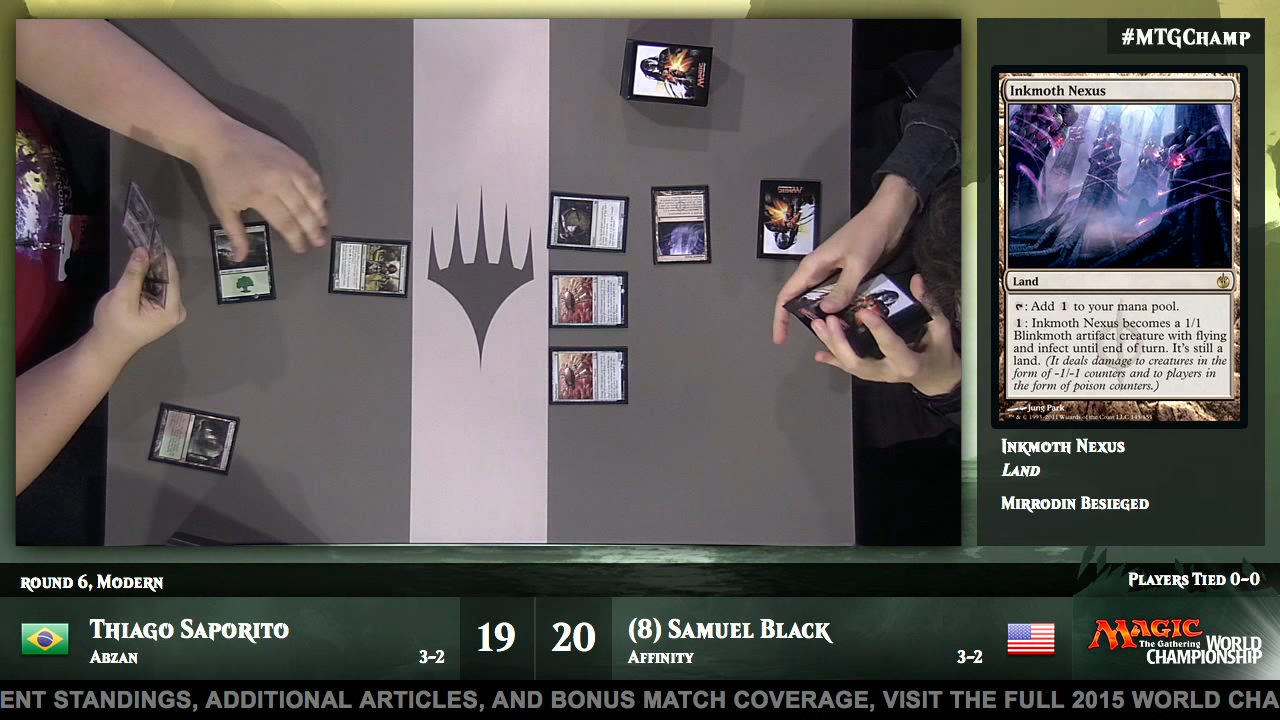 #MTGChamp
Inkmoth Nexus
Land
: Add 1 to your mana pool.
1: Inkmoth Nexus becomes a 1/1
Blinkmoth artifact creature with flying
and infect until end of turn. It's still a
land. (It deals damage to creatures in the
form of -1/-1 counters and to players in
the form of poison counters.)
Jung Park
Inkmoth Nexus
Land
Mirrodin Besieged
MAGIC
MAGIC
Round 6, Modern
Players Tied 0-0
Thiago Saporito
Abzan
3-2
19
20
(8) Samuel Black
Affinity
3-2
Magic
The Gathering
World
Championship
ENT STANDINGS, ADDITIONAL ARTICLES, AND BONUS MATCH COVERAGE, VISIT THE FULL 2015 WORLD CHA